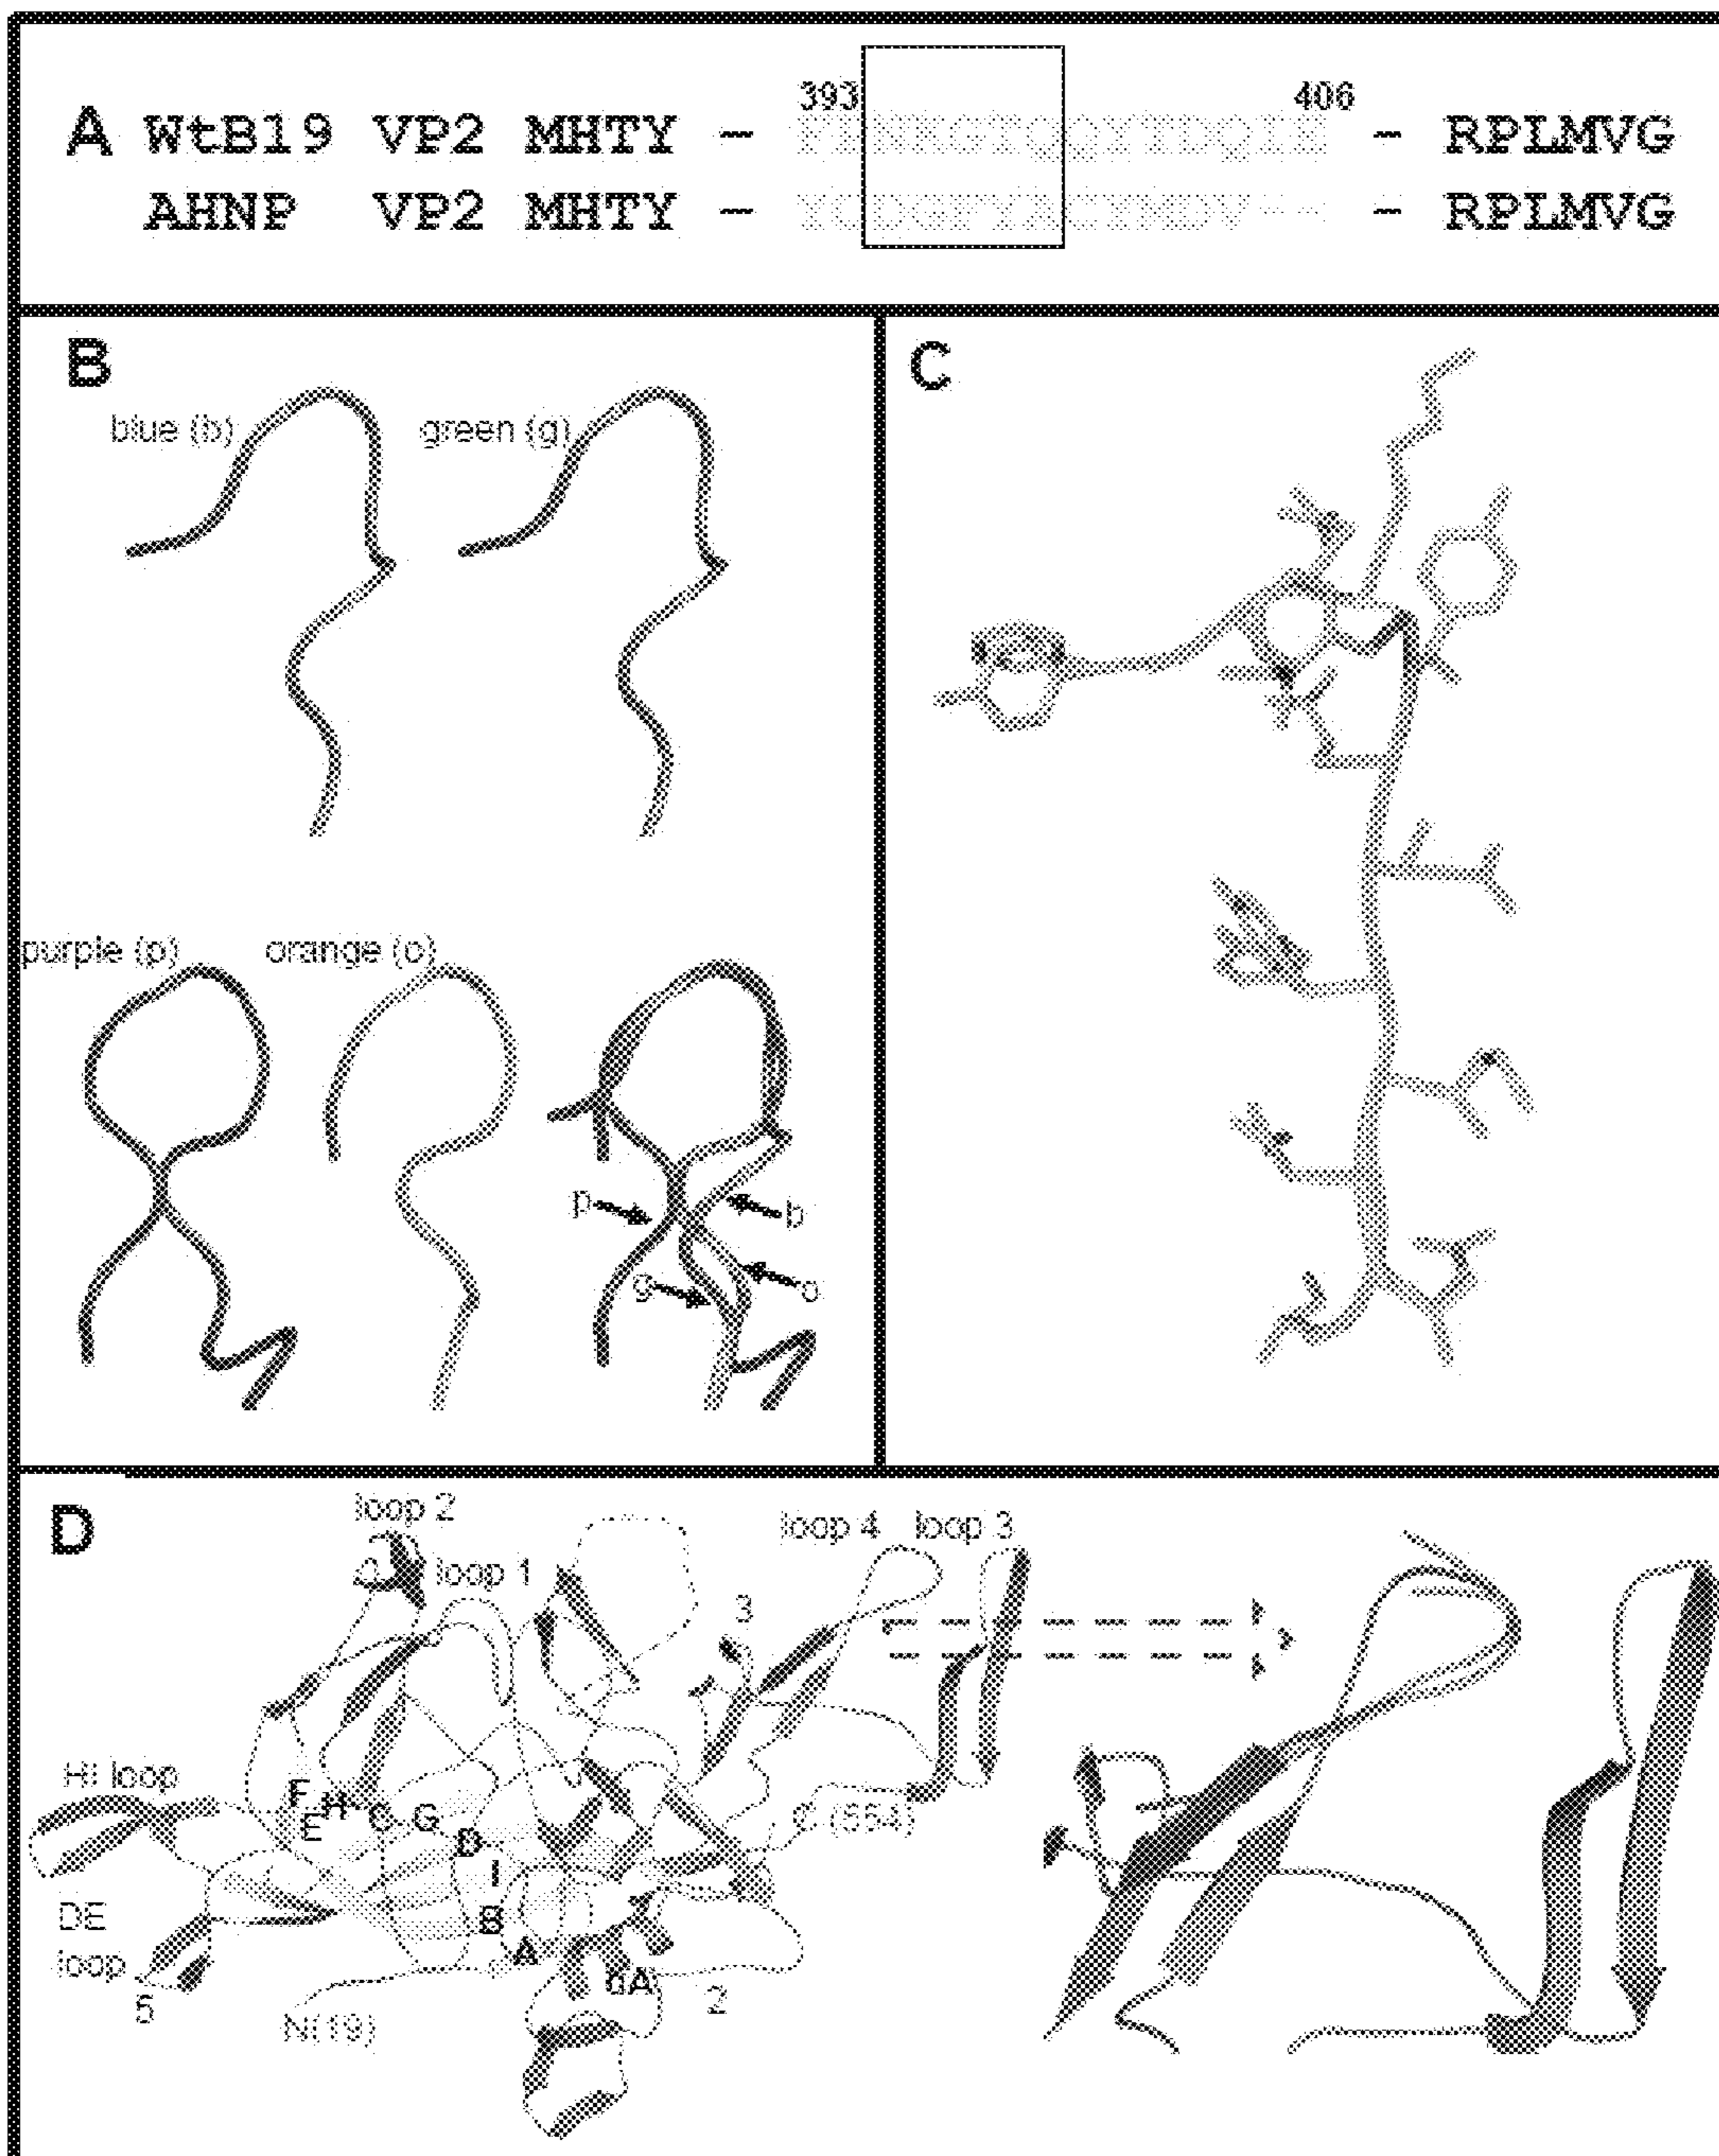 A
393 406
WtB19 VP2 MHTY - - RPLMVG
AHNP VP2 MHTY - - RPLMVG
B
blue (b)
green (g)
purple (p)
orange (o)
p
b
g
o
C
D
loop 2
loop 1
loop 4
loop 3
3
HI loop
F
E
H
C
G
D
I
B
A
αA
C (554)
DE
loop
5
N(19)
2